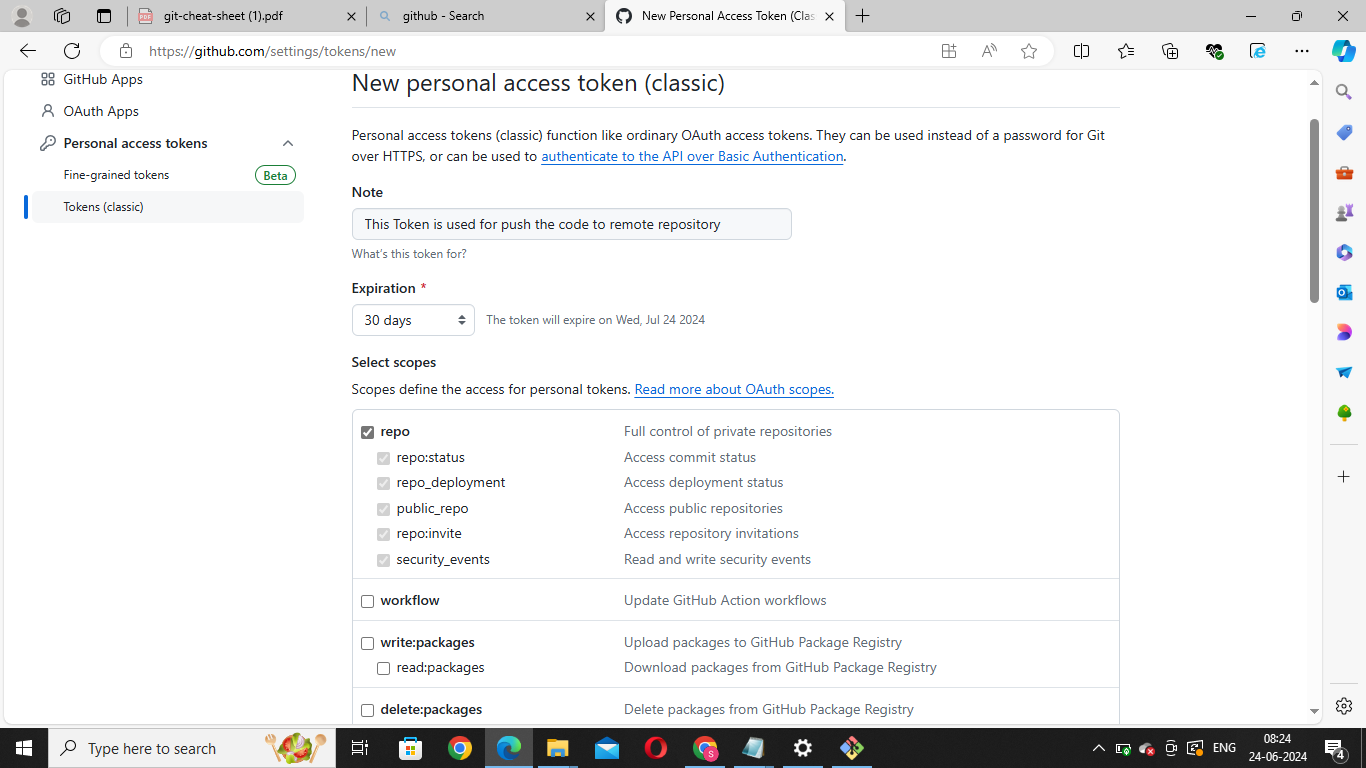 git-cheat-sheet (1).pdf
github - Search
New Personal Access Token (Clas
https://github.com/settings/tokens/new
GitHub Apps
OAuth Apps
Personal access tokens
Fine-grained tokens Beta
Tokens (classic)
New personal access token (classic)
Personal access tokens (classic) function like ordinary OAuth access tokens. They can be used instead of a password for Git
over HTTPS, or can be used to authenticate to the API over Basic Authentication.
Note
This Token is used for push the code to remote repository
What's this token for?
Expiration *
30 days The token will expire on Wed, Jul 24 2024
Select scopes
Scopes define the access for personal tokens. Read more about OAuth scopes.
repo Full control of private repositories
repo:status Access commit status
repo_deployment Access deployment status
public_repo Access public repositories
repo:invite Access repository invitations
security_events Read and write security events
workflow Update GitHub Action workflows
write:packages Upload packages to GitHub Package Registry
read:packages Download packages from GitHub Package Registry
delete:packages Delete packages from GitHub Package Registry
Type here to search
ENG
08:24
24-06-2024
4